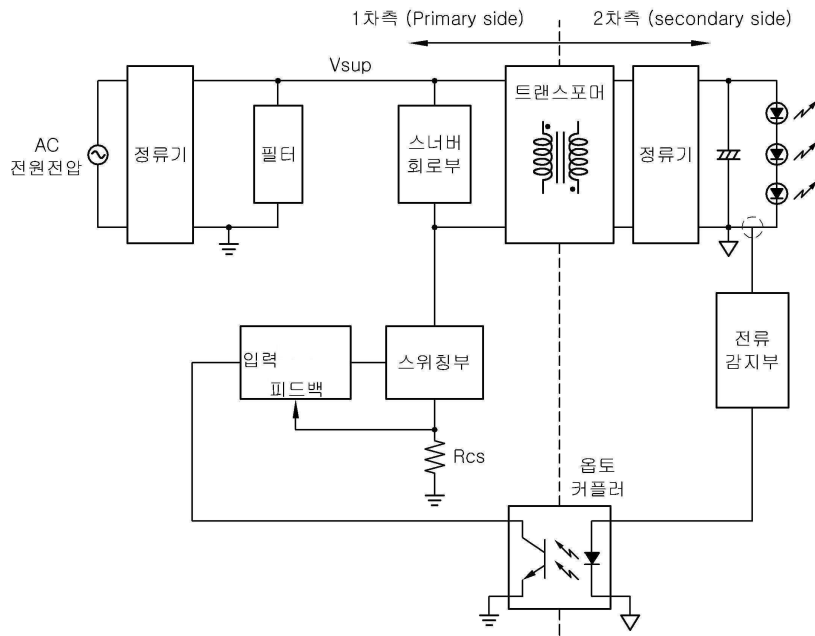 1차측 (Primary side)
2차측 (secondary side)
Vsup
AC
전원전압
정류기
필터
스너버
회로부
트랜스포머
정류기
입력
피드백
스위칭부
전류
감지부
Rcs
옵토
커플러